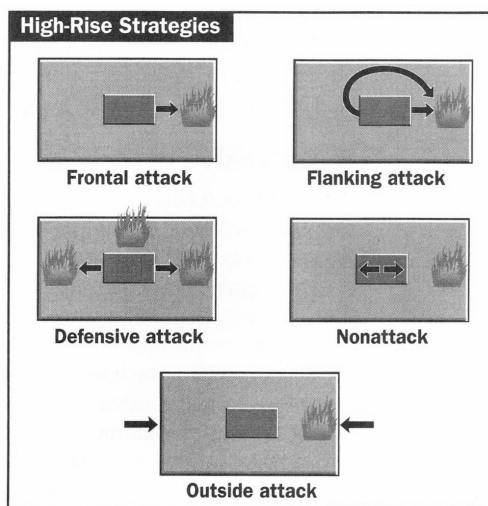 High-Rise Strategies
Frontal attack
Flanking attack
Defensive attack
Nonattack
Outside attack